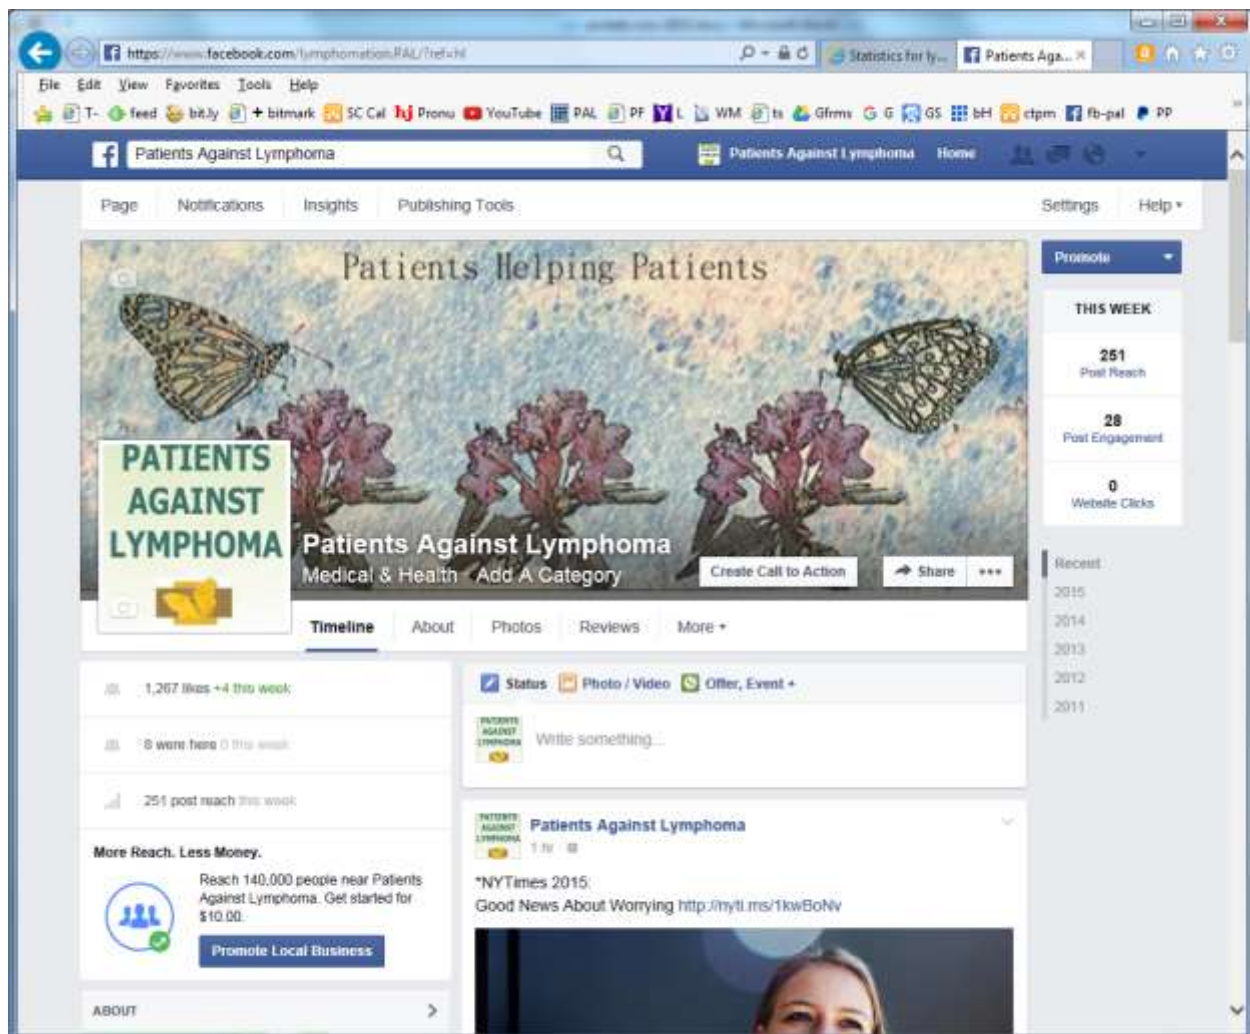 https://www.facebook.com/lymphomation.PAL/?ref=hl
Statistics for ly...
Patients Aga...
File Edit View Favorites Tools Help
T- feed bit.ly + bitmark SC Cal Pronu YouTube PAL PF L WM ts Gfrms G GS bH ctpm fb-pal PP
Patients Against Lymphoma
Patients Against Lymphoma Home
Page Notifications Insights Publishing Tools Settings Help
Patients Helping Patients
Promote
THIS WEEK
251
Post Reach
28
Post Engagement
0
Website Clicks
PATIENTS
AGAINST
LYMPHOMA
Patients Against Lymphoma
Medical & Health · Add A Category
Create Call to Action Share •••
Recent
2015
2014
2013
2012
2011
Timeline About Photos Reviews More
1,267 likes +4 this week
8 were here 0 this week
251 post reach this week
Status Photo / Video Offer, Event +
PATIENTS
AGAINST
LYMPHOMA
Write something...
More Reach. Less Money.
Reach 140,000 people near Patients
Against Lymphoma. Get started for
$10.00.
Promote Local Business
ABOUT
PATIENTS
AGAINST
LYMPHOMA
Patients Against Lymphoma
1 hr
*NYTimes 2015:
Good News About Worrying http://nyti.ms/1kwBoNv